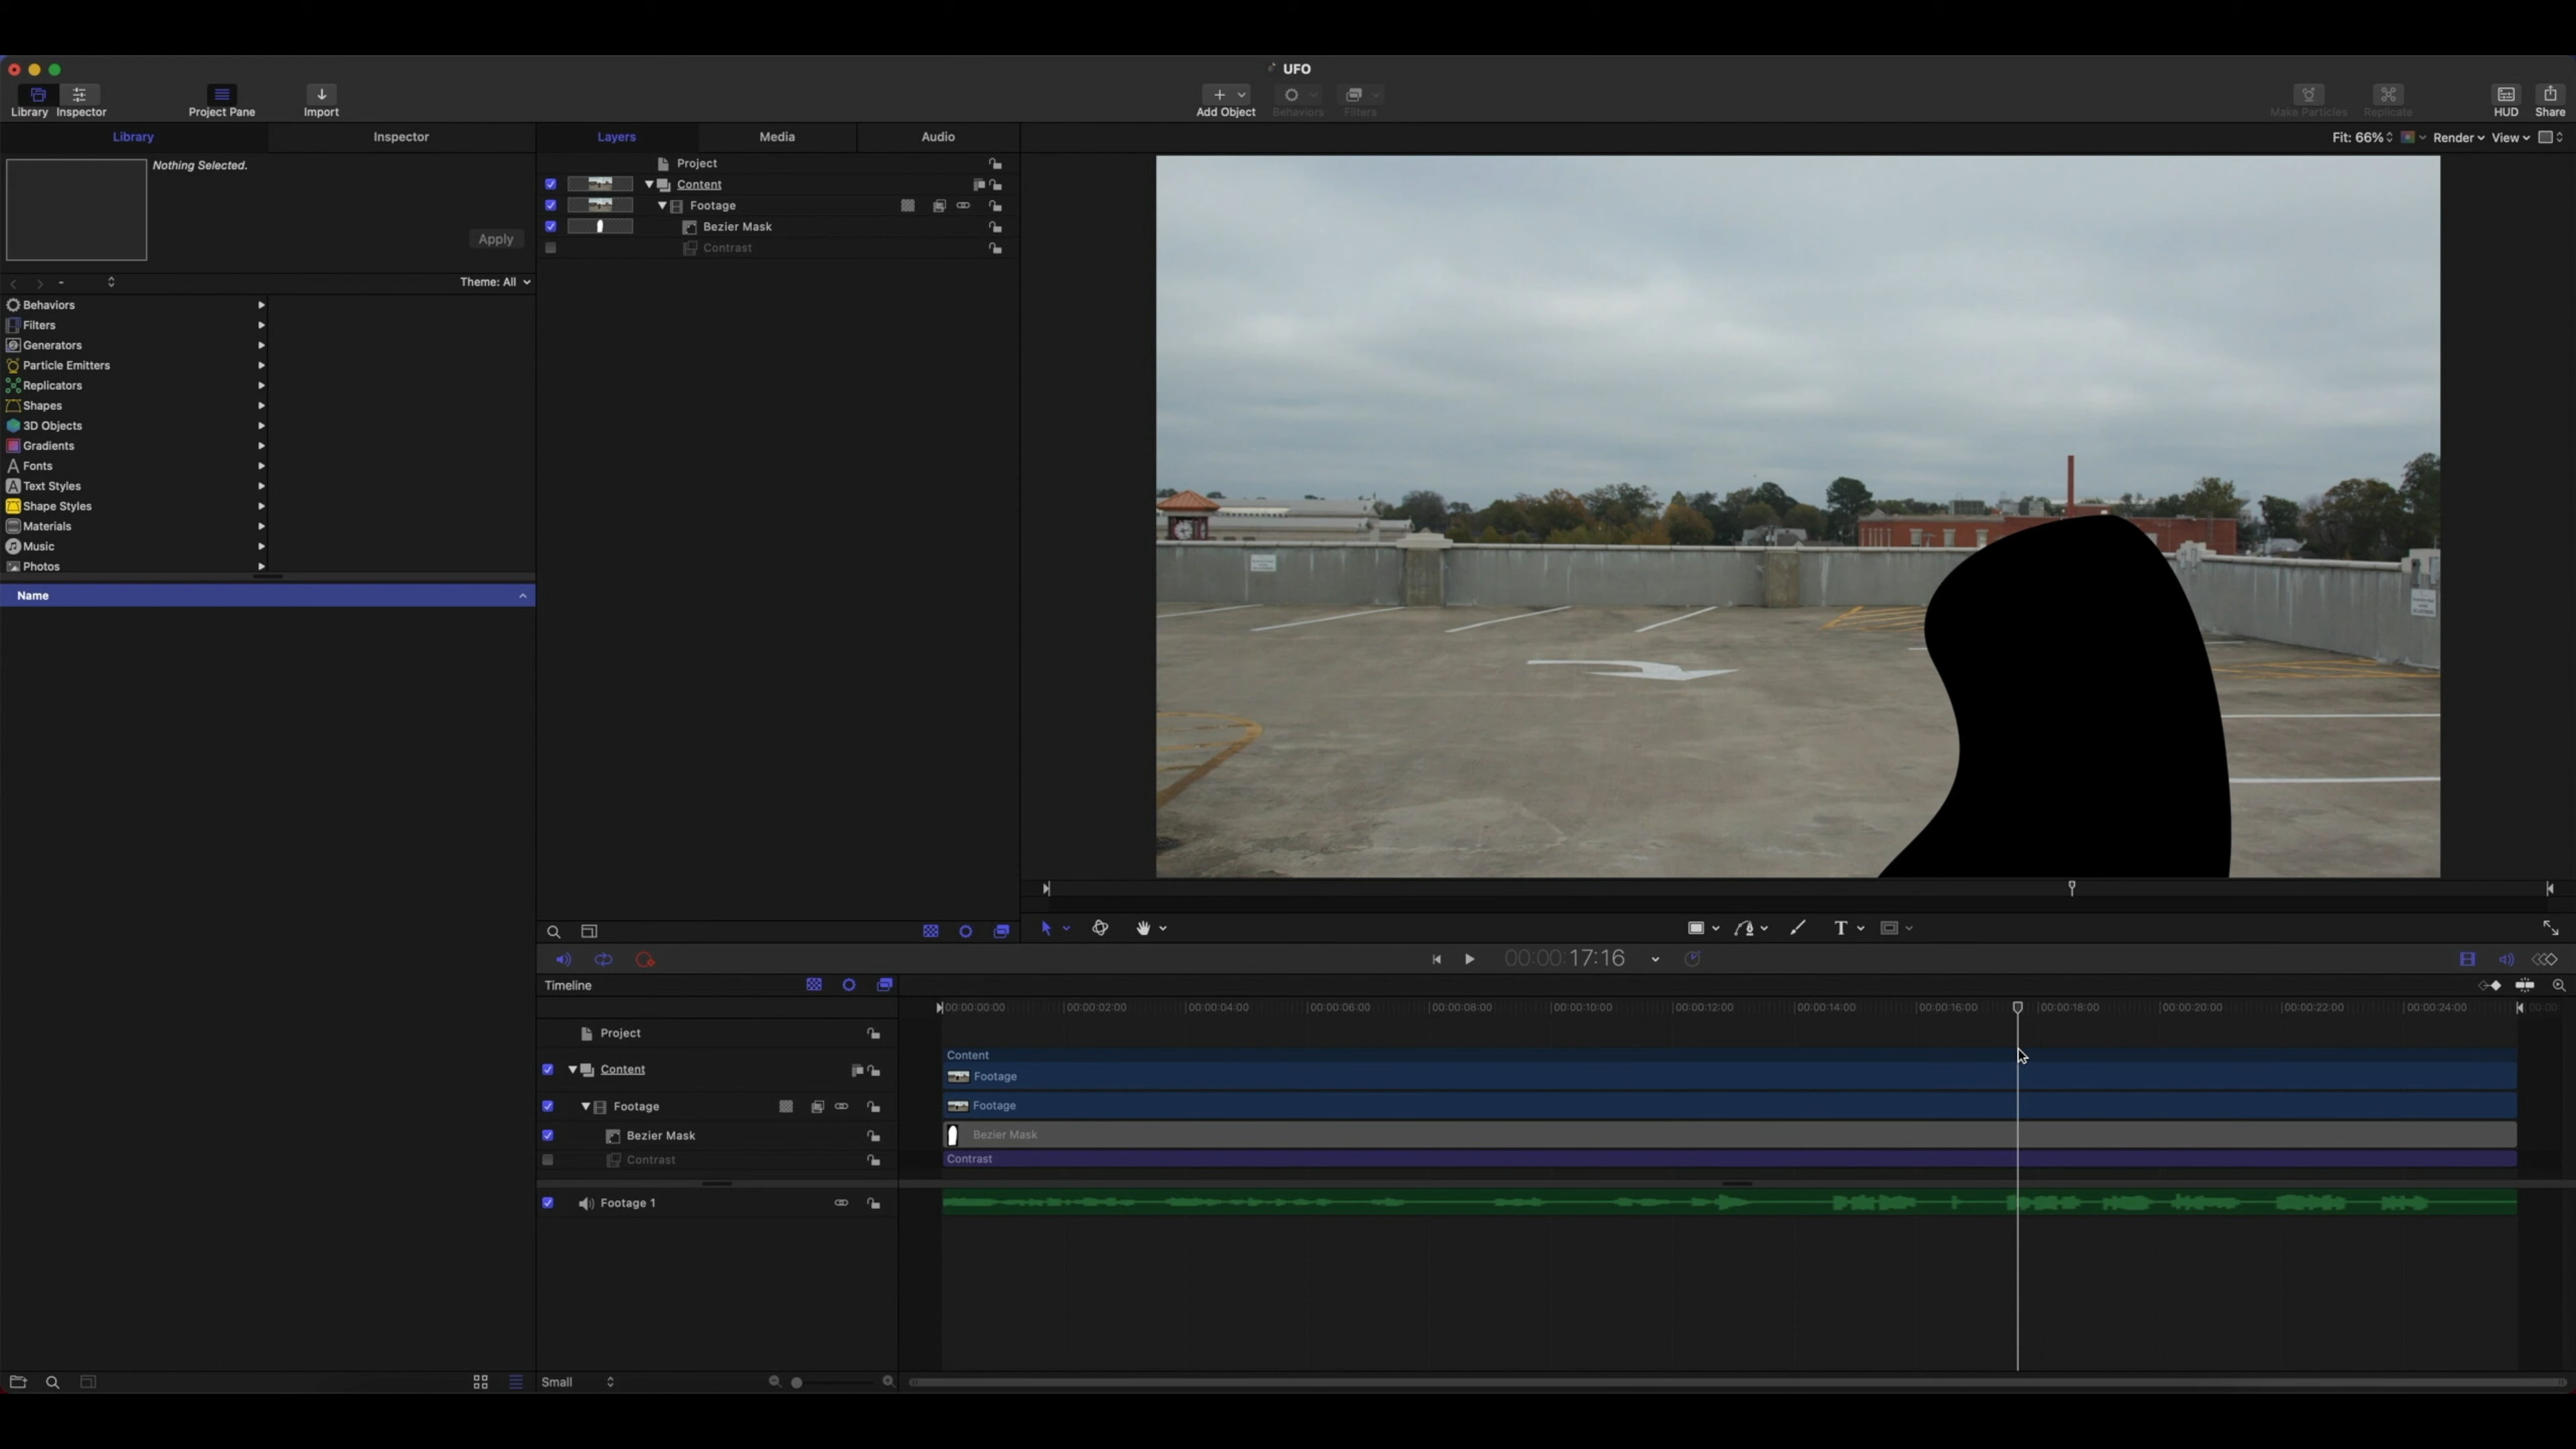 UFO
Library Inspector Project Pane Import Add Object Behaviors Filters Make Particles Replicate HUD Share
Library Inspector Layers Media Audio Fit: 66% Render View
Nothing Selected.
Apply
Theme: All
Project
Content
Footage
Bezier Mask
Contrast
Behaviors
Filters
Generators
Particle Emitters
Replicators
Shapes
3D Objects
Gradients
Fonts
Text Styles
Shape Styles
Materials
Music
Photos
Name
00:00:17:16
Timeline
00:00:00:00 00:00:02:00 00:00:04:00 00:00:06:00 00:00:08:00 00:00:10:00 00:00:12:00 00:00:14:00 00:00:16:00 00:00:18:00 00:00:20:00 00:00:22:00 00:00:24:00
Project
Content
Content
Footage
Footage
Footage
Bezier Mask
Bezier Mask
Contrast
Contrast
Footage 1
Small